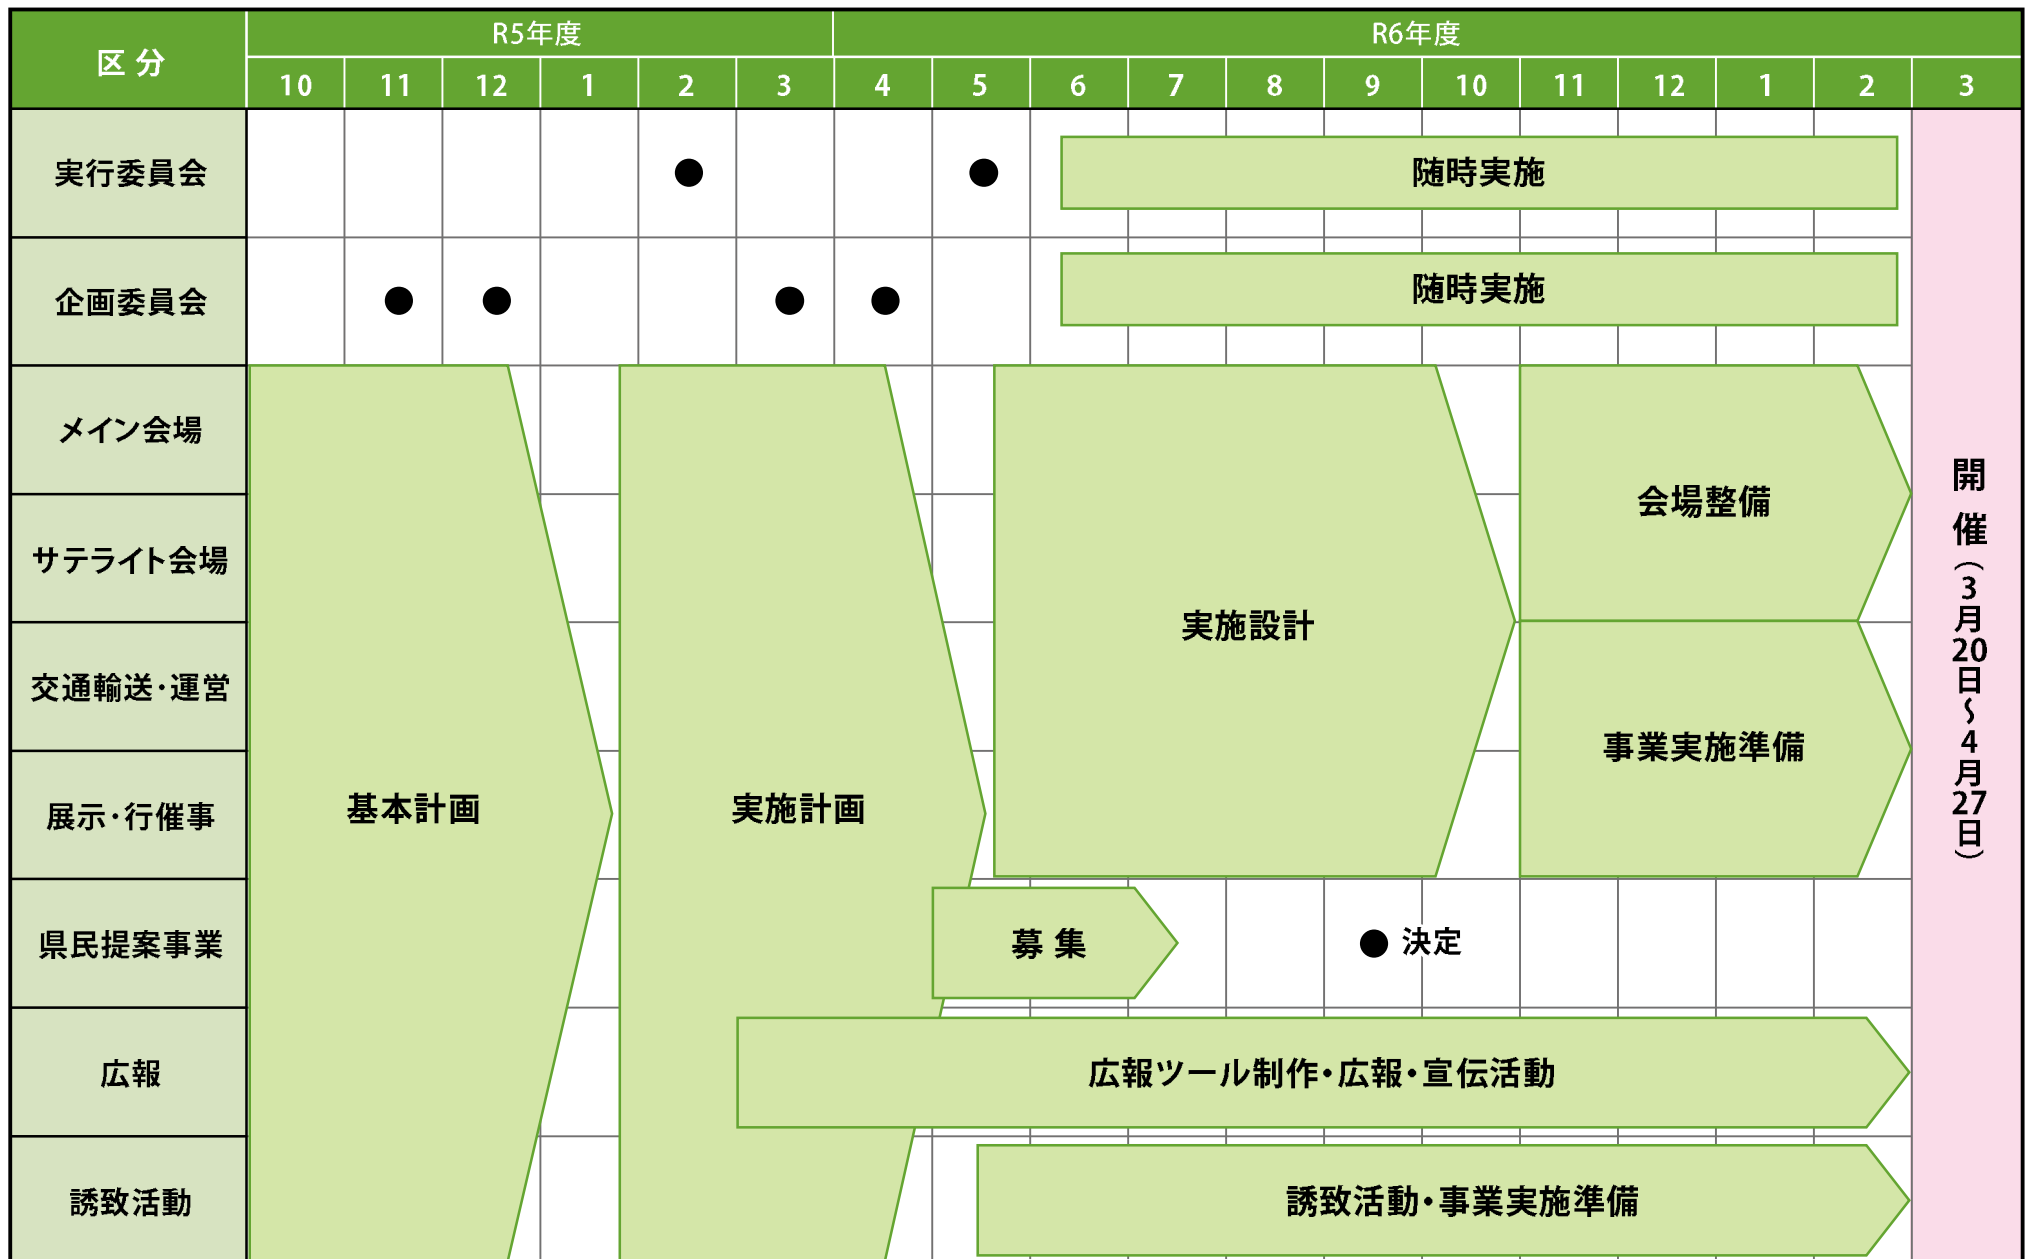 区分
R5年度
R6年度
10 11 12 1 2 3 4 5 6 7 8 9 10 11 12 1 2 3
実行委員会
随時実施
企画委員会
随時実施
メイン会場
サテライト会場
交通輸送・運営
展示・行催事
県民提案事業
広報
誘致活動
基本計画
実施計画
実施設計
会場整備
事業実施準備
募集
決定
広報ツール制作・広報・宣伝活動
誘致活動・事業実施準備
開催(3月20日〜4月27日)